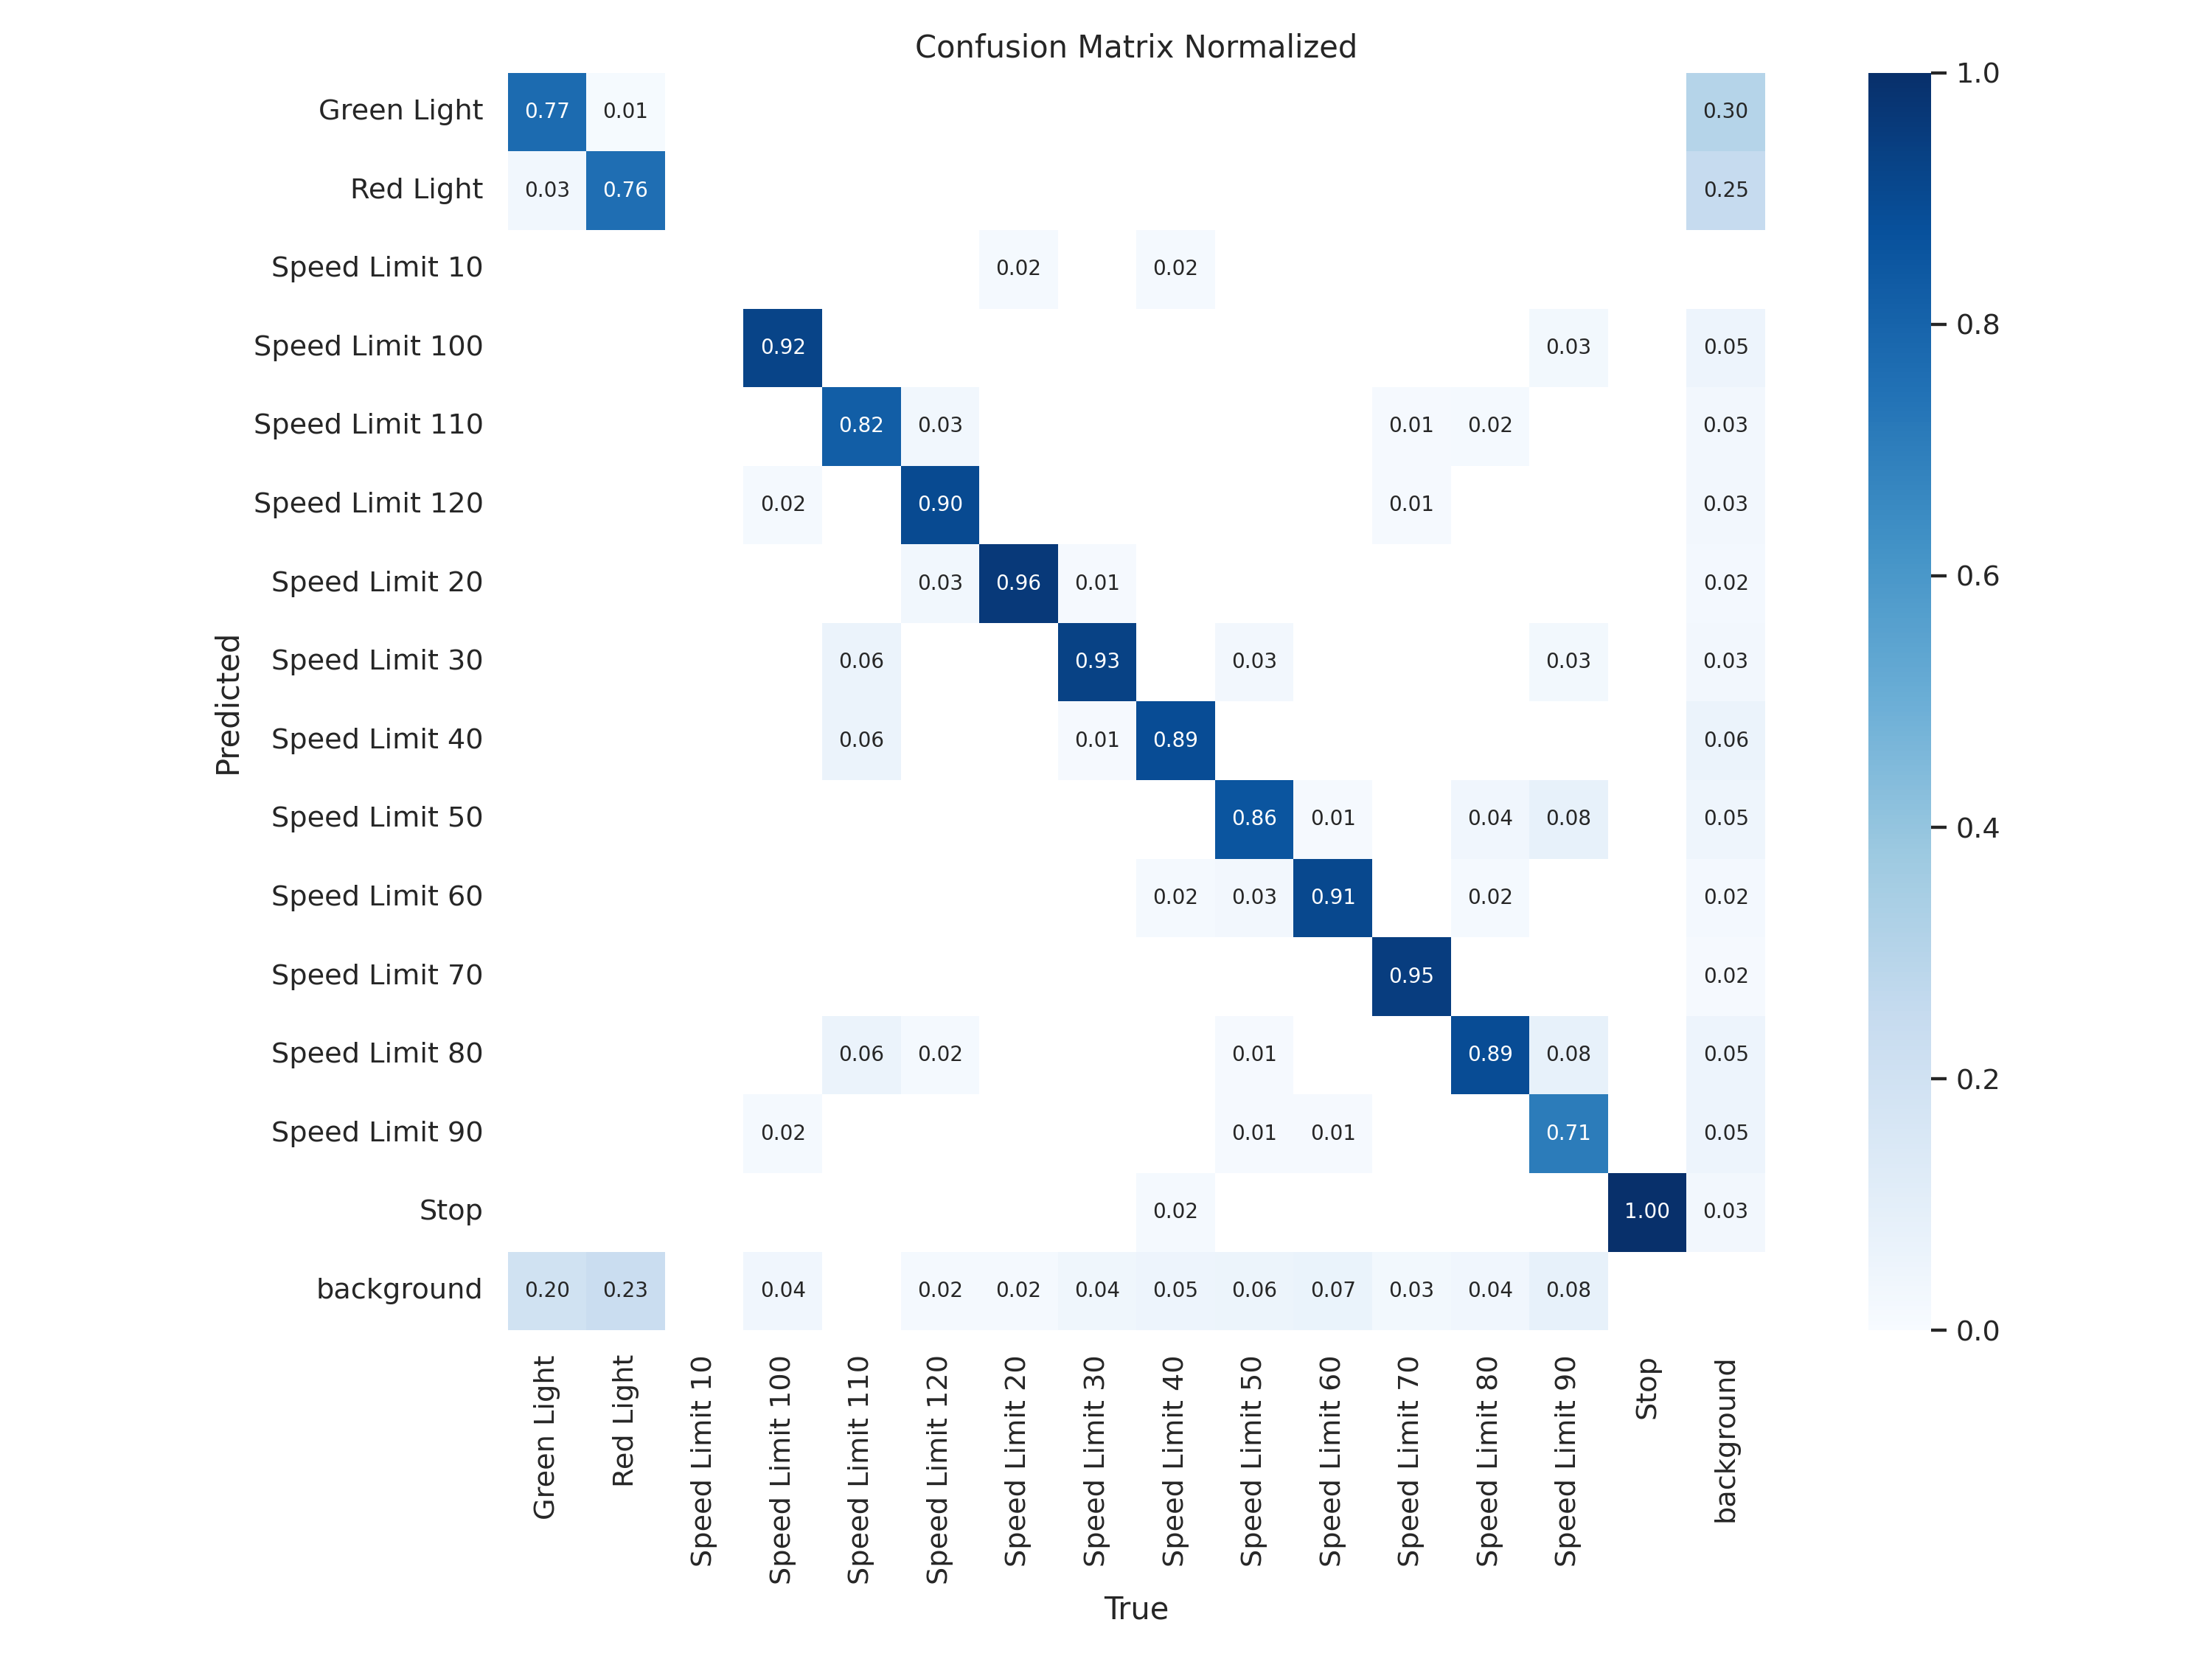 Confusion Matrix Normalized
Green Light 0.77 0.01 0.30
Red Light 0.03 0.76 0.25
Speed Limit 10 0.02 0.02
Speed Limit 100 0.92 0.03 0.05
Speed Limit 110 0.82 0.03 0.01 0.02 0.03
Speed Limit 120 0.02 0.90 0.01 0.03
Speed Limit 20 0.03 0.96 0.01 0.02
Speed Limit 30 0.06 0.93 0.03 0.03 0.03
Speed Limit 40 0.06 0.01 0.89 0.06
Speed Limit 50 0.86 0.01 0.04 0.08 0.05
Speed Limit 60 0.02 0.03 0.91 0.02 0.02
Speed Limit 70 0.95 0.02
Speed Limit 80 0.06 0.02 0.01 0.89 0.08 0.05
Speed Limit 90 0.02 0.01 0.01 0.71 0.05
Stop 0.02 1.00 0.03
background 0.20 0.23 0.04 0.02 0.02 0.04 0.05 0.06 0.07 0.03 0.04 0.08
Predicted
Green Light
Red Light
Speed Limit 10
Speed Limit 100
Speed Limit 110
Speed Limit 120
Speed Limit 20
Speed Limit 30
Speed Limit 40
Speed Limit 50
Speed Limit 60
Speed Limit 70
Speed Limit 80
Speed Limit 90
Stop
background
True
1.0
0.8
0.6
0.4
0.2
0.0